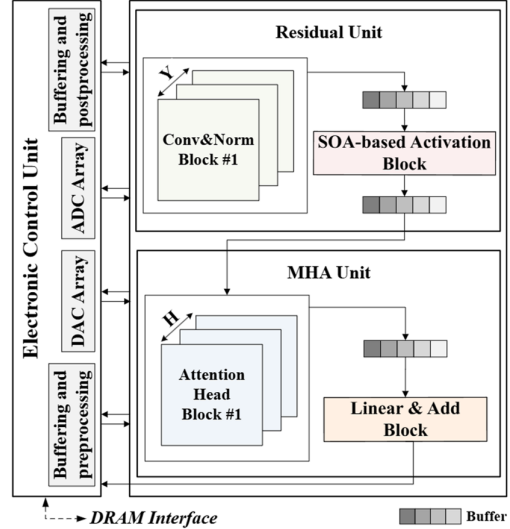 Electronic Control Unit
Buffering and
postprocessing
ADC Array
DAC Array
Buffering and
preprocessing
Residual Unit
Y
Conv&Norm
Block #1
SOA-based Activation
Block
MHA Unit
H
Attention
Head
Block #1
Linear & Add
Block
DRAM Interface
Buffer